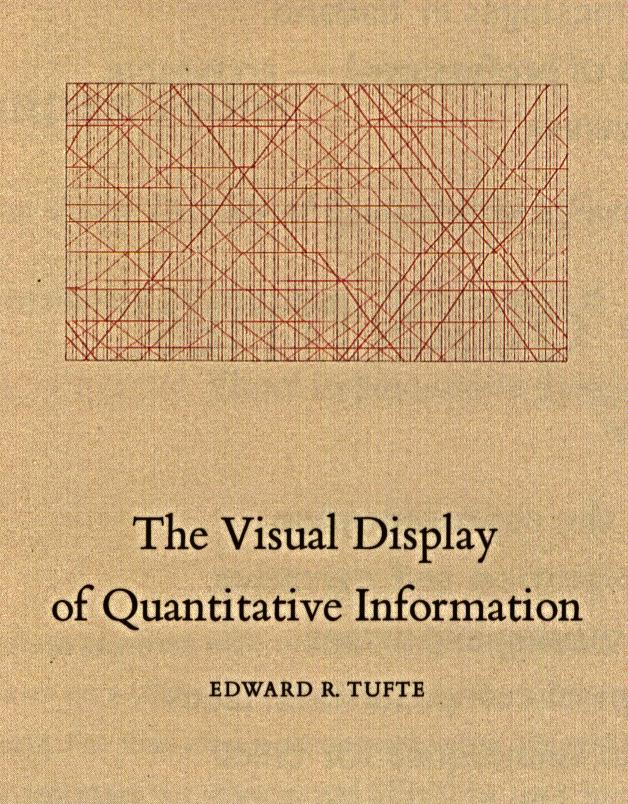 The Visual Display
of Quantitative Information
EDWARD R. TUFTE